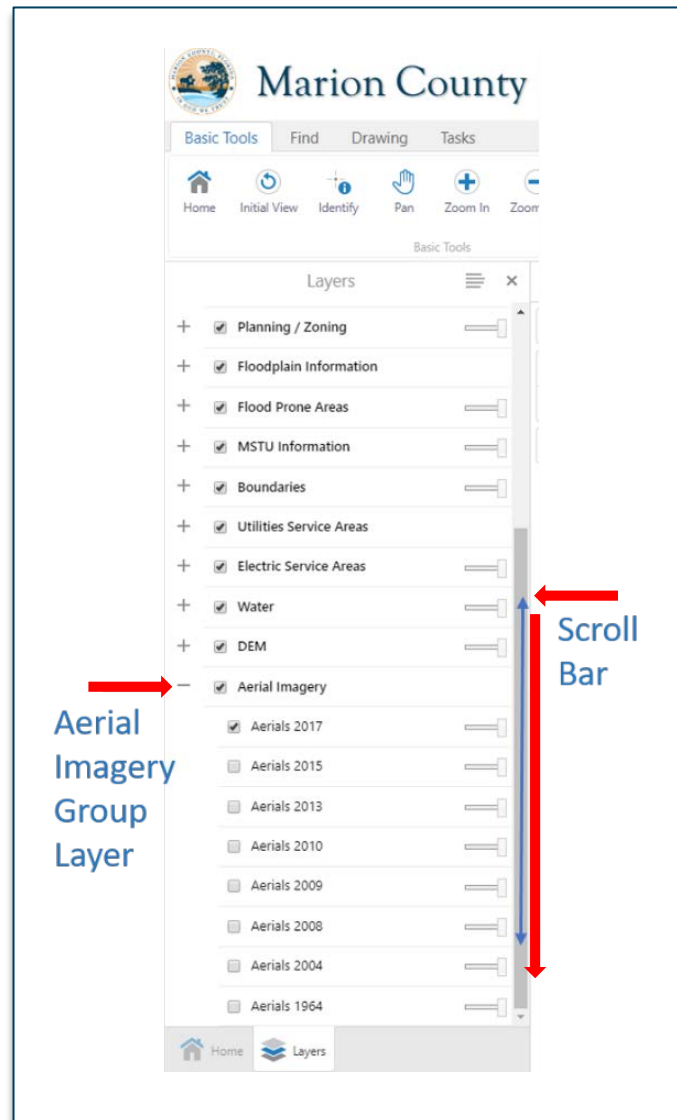 Marion County
Basic Tools Find Drawing Tasks
Home Initial View Identify Pan Zoom In Zoom
Basic Tools
Layers
Planning / Zoning
Floodplain Information
Flood Prone Areas
MSTU Information
Boundaries
Utilities Service Areas
Electric Service Areas
Water
DEM
Aerial Imagery
Aerials 2017
Aerials 2015
Aerials 2013
Aerials 2010
Aerials 2009
Aerials 2008
Aerials 2004
Aerials 1964
Home Layers
Scroll
Bar
Aerial
Imagery
Group
Layer